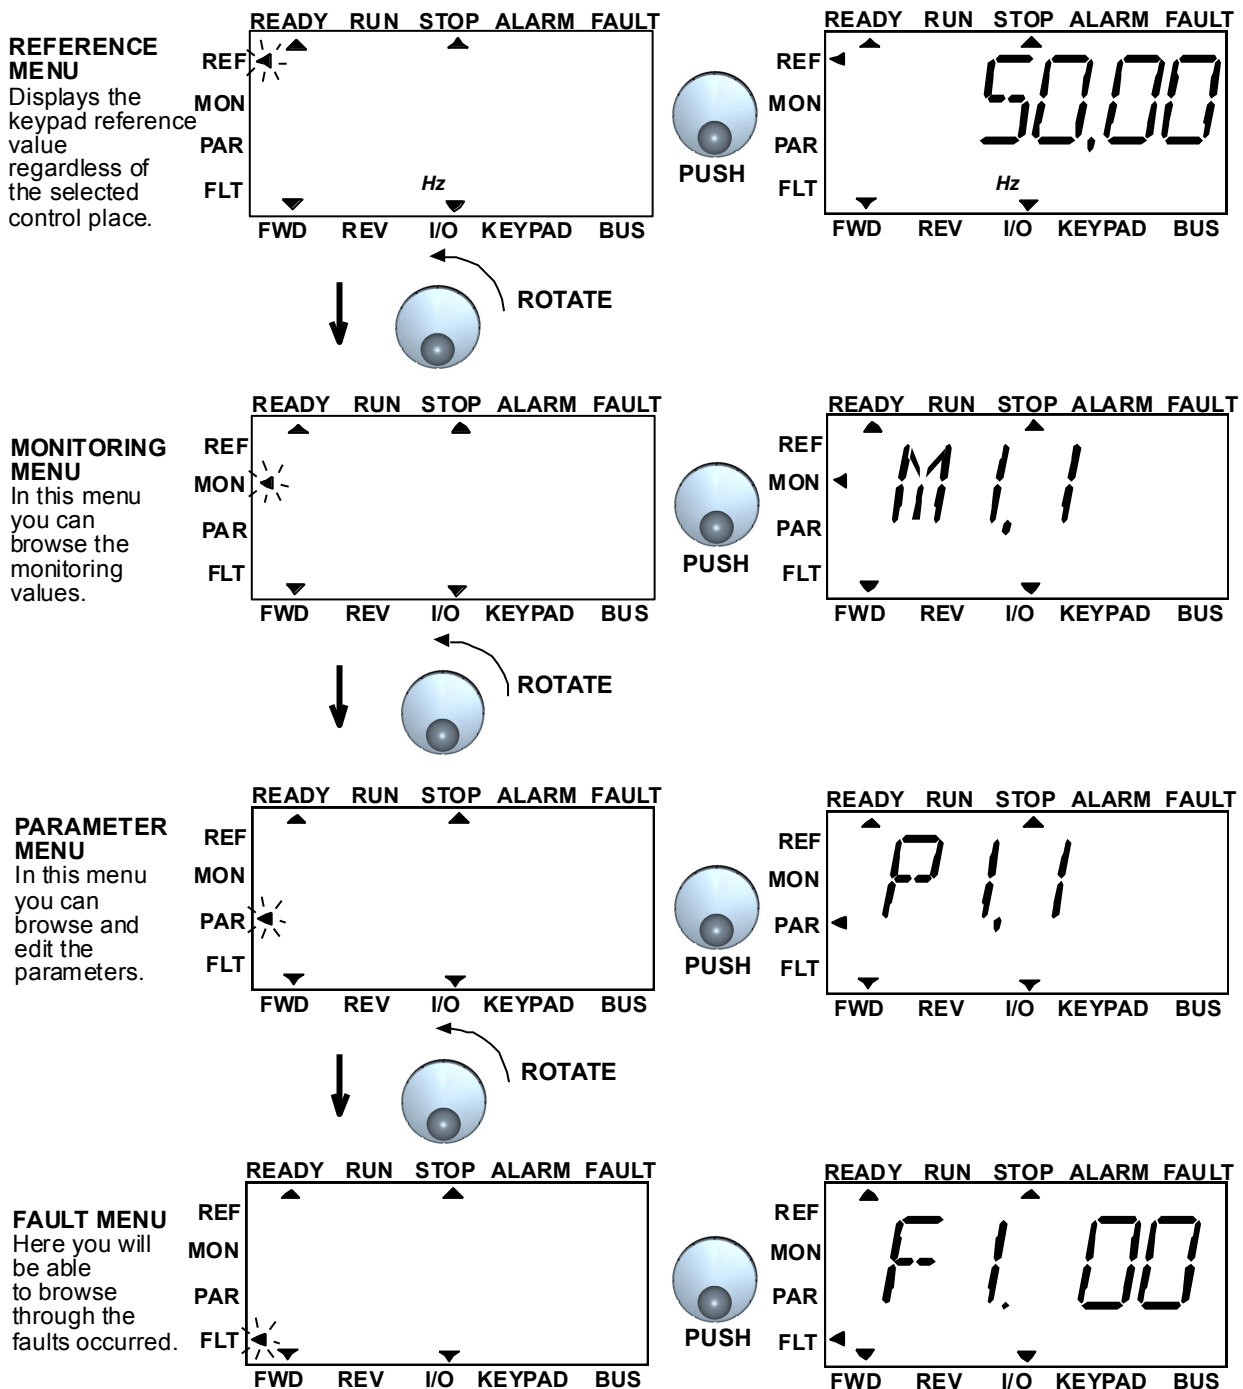 READY RUN STOP ALARM FAULT
REFERENCE
MENU
Displays the
keypad reference
value
regardless of
the selected
control place.
REF
MON
PAR
FLT
Hz
FWD REV I/O KEYPAD BUS
PUSH
READY RUN STOP ALARM FAULT
REF
MON
PAR
FLT
50.00
Hz
FWD REV I/O KEYPAD BUS
ROTATE
READY RUN STOP ALARM FAULT
MONITORING
MENU
In this menu
you can
browse the
monitoring
values.
REF
MON
PAR
FLT
FWD REV I/O KEYPAD BUS
PUSH
READY RUN STOP ALARM FAULT
REF
MON
PAR
FLT
M1.1
FWD REV I/O KEYPAD BUS
ROTATE
READY RUN STOP ALARM FAULT
PARAMETER
MENU
In this menu
you can
browse and
edit the
parameters.
REF
MON
PAR
FLT
FWD REV I/O KEYPAD BUS
PUSH
READY RUN STOP ALARM FAULT
REF
MON
PAR
FLT
P1.1
FWD REV I/O KEYPAD BUS
ROTATE
READY RUN STOP ALARM FAULT
FAULT MENU
Here you will
be able
to browse
through the
faults occurred.
REF
MON
PAR
FLT
FWD REV I/O KEYPAD BUS
PUSH
READY RUN STOP ALARM FAULT
REF
MON
PAR
FLT
F1. 00
FWD REV I/O KEYPAD BUS